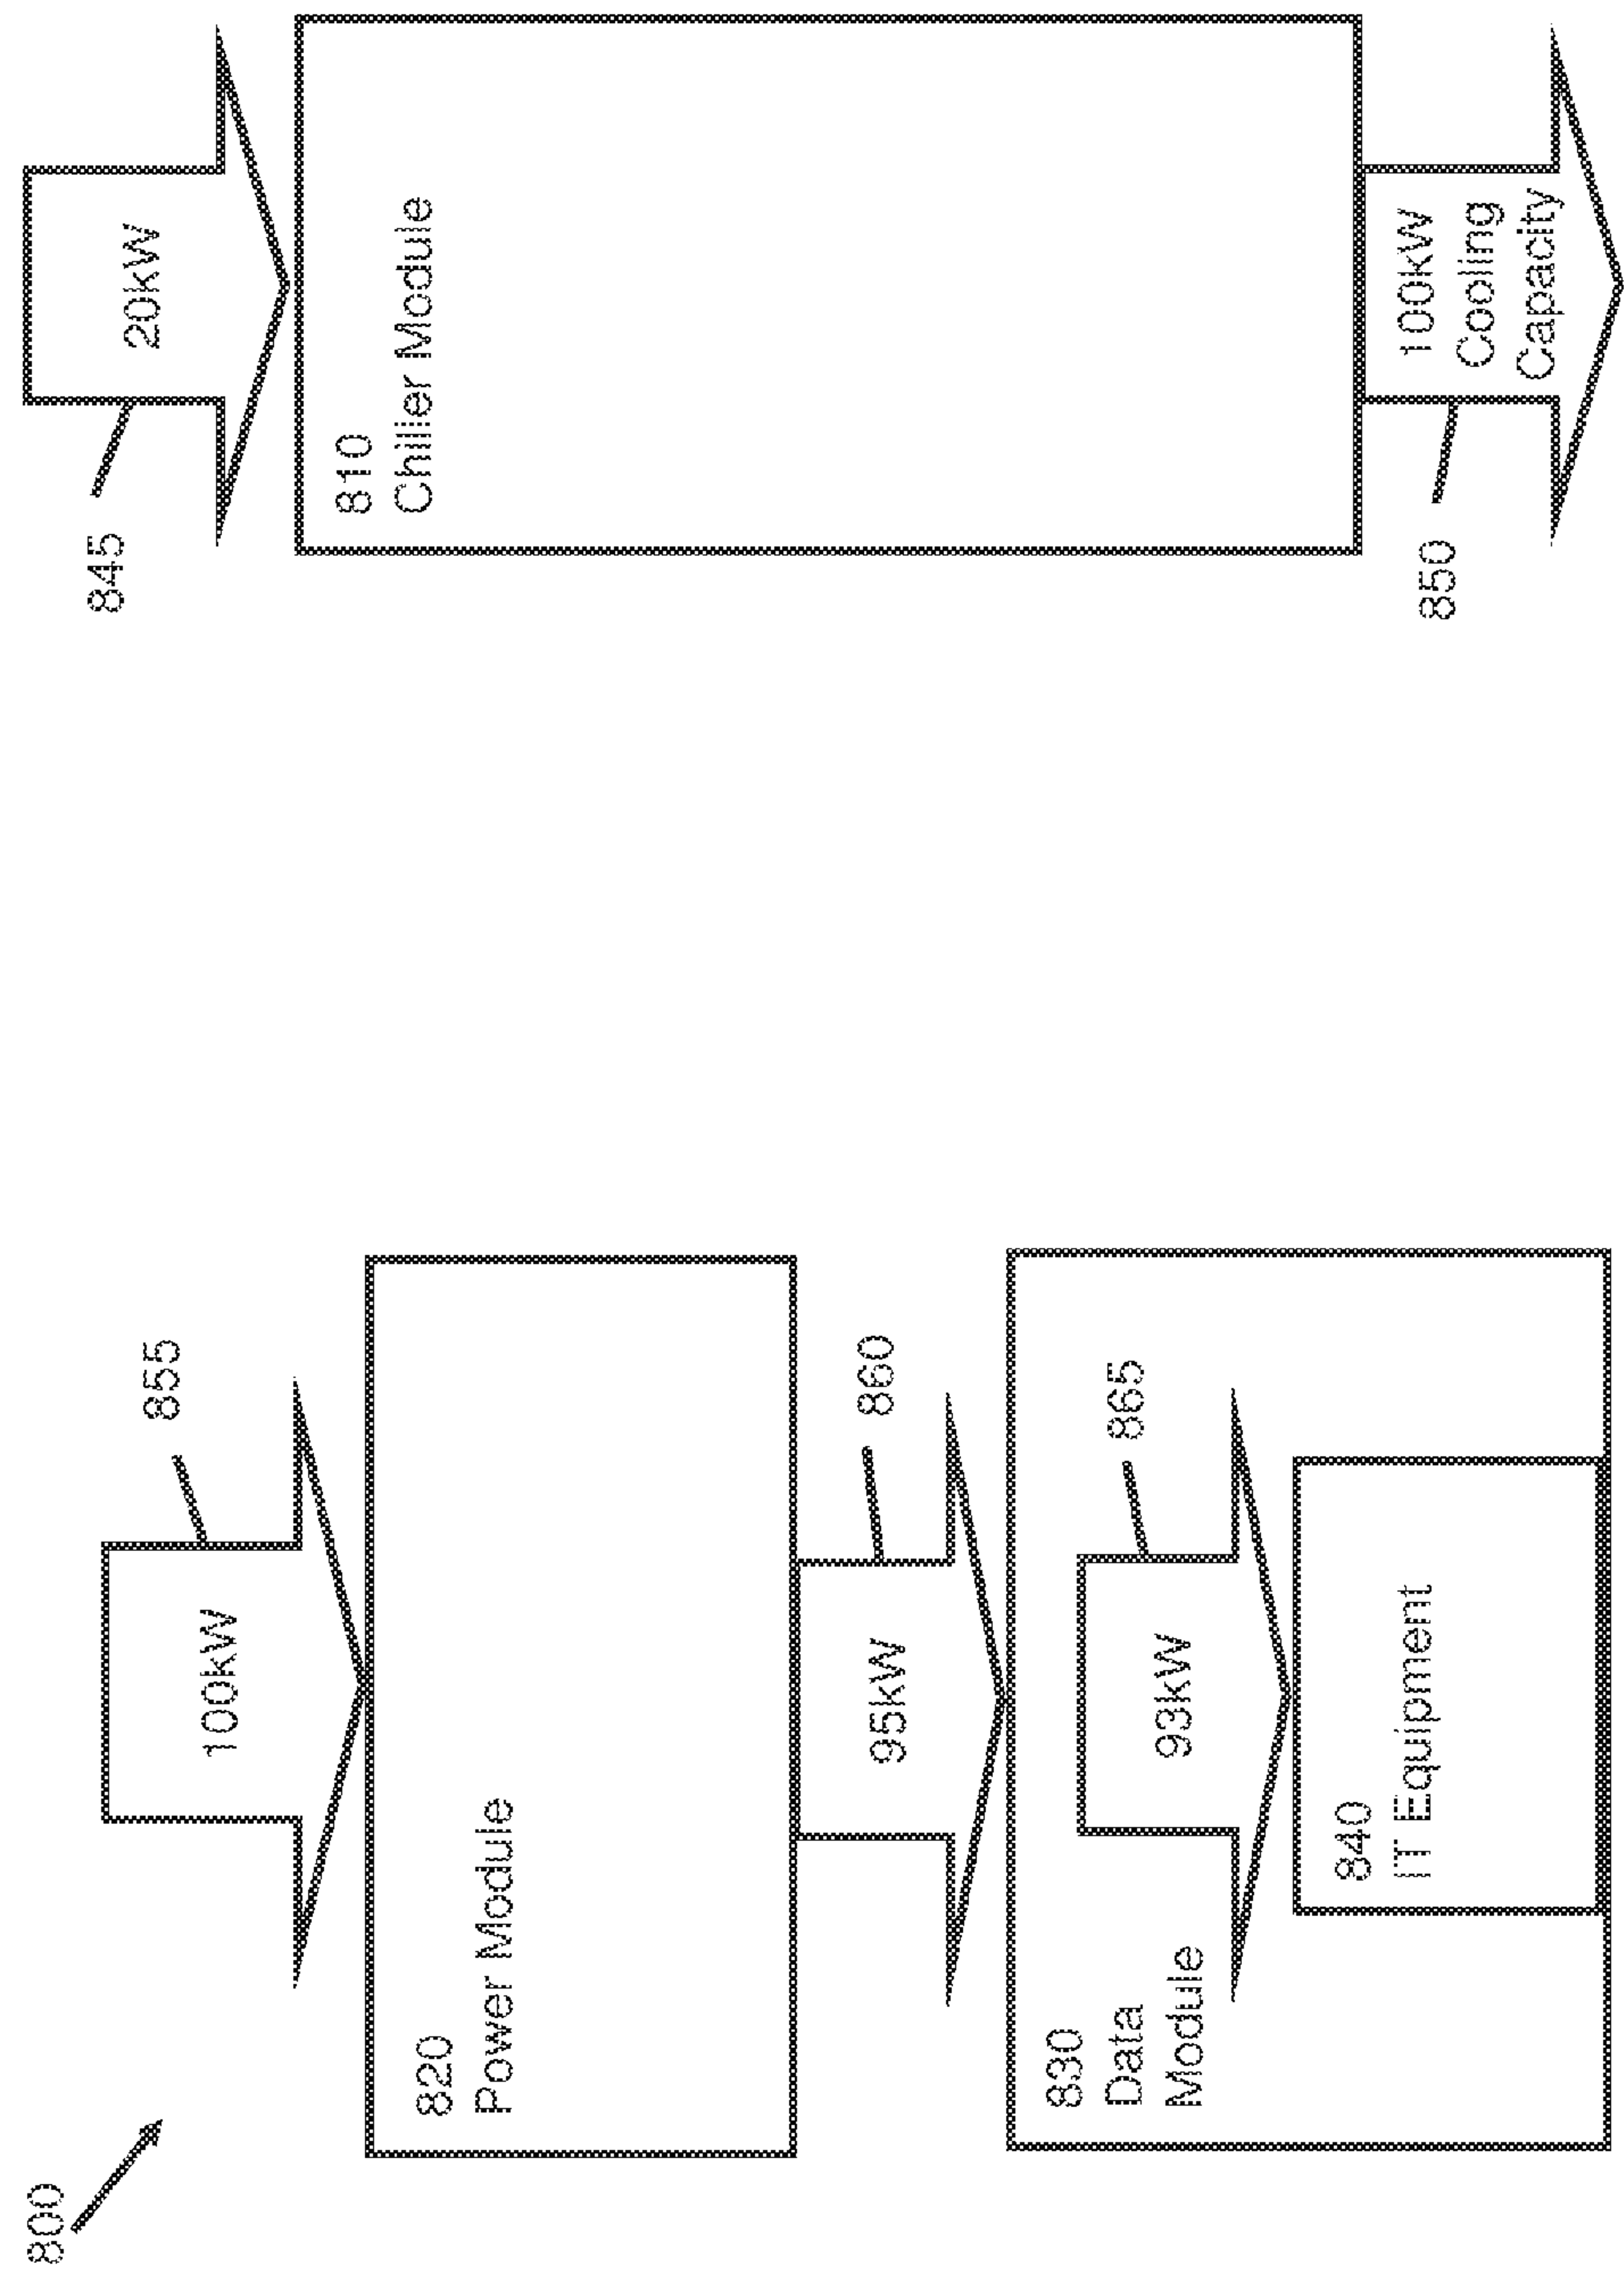 800
855
100kW
820
Power Module
860
95kW
830
Data
Module
865
93kW
840
IT Equipment
845
20kW
810
Chiller Module
850
100kW
Cooling
Capacity